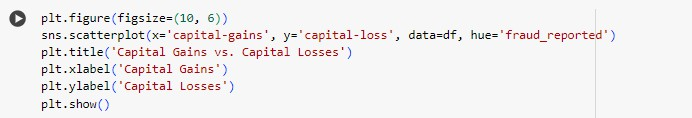 plt.figure(figsize=(10, 6))
sns.scatterplot(x='capital-gains', y='capital-loss', data=df, hue='fraud_reported')
plt.title('Capital Gains vs. Capital Losses')
plt.xlabel('Capital Gains')
plt.ylabel('Capital Losses')
plt.show()